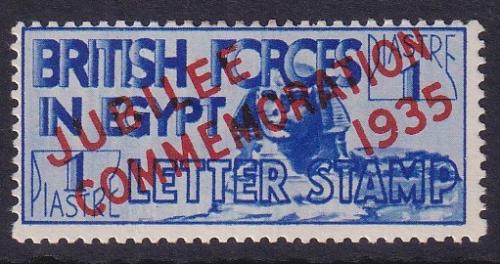 BRITISH FORCES
IN EGYPT
PIASTRE
1
1
PIASTRE
LETTER STAMP
JUBILEE
COMMEMORATION
1935